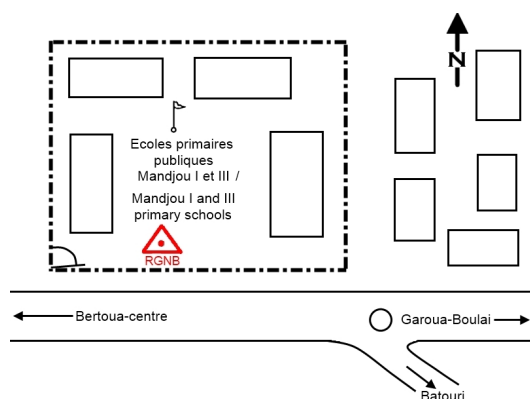 N
Ecoles primaires
publiques
Mandjou I et III /
Mandjou I and III
primary schools
RGNB
Bertoua-centre
Garoua-Boulai
Batouri